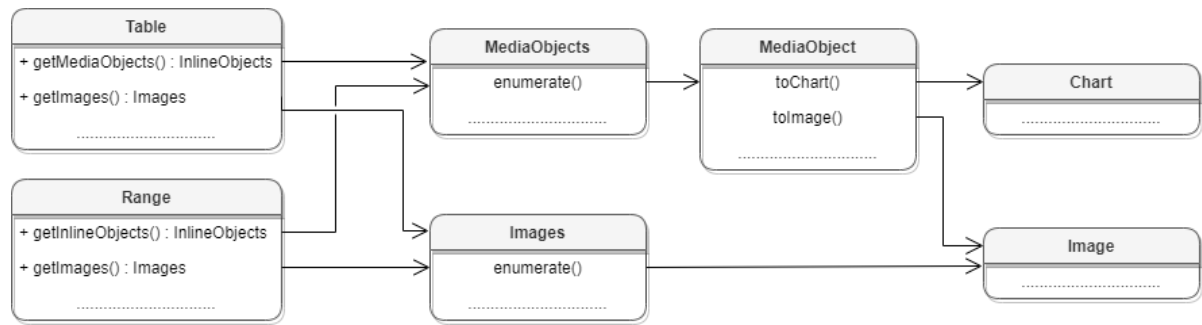 Table
+ getMediaObjects() : InlineObjects
+ getImages() : Images
..................................
Range
+ getInlineObjects() : InlineObjects
+ getImages() : Images
..................................
MediaObjects
enumerate()
..................................
Images
enumerate()
..................................
MediaObject
toChart()
toImage()
..................................
Chart
..................................
Image
..................................